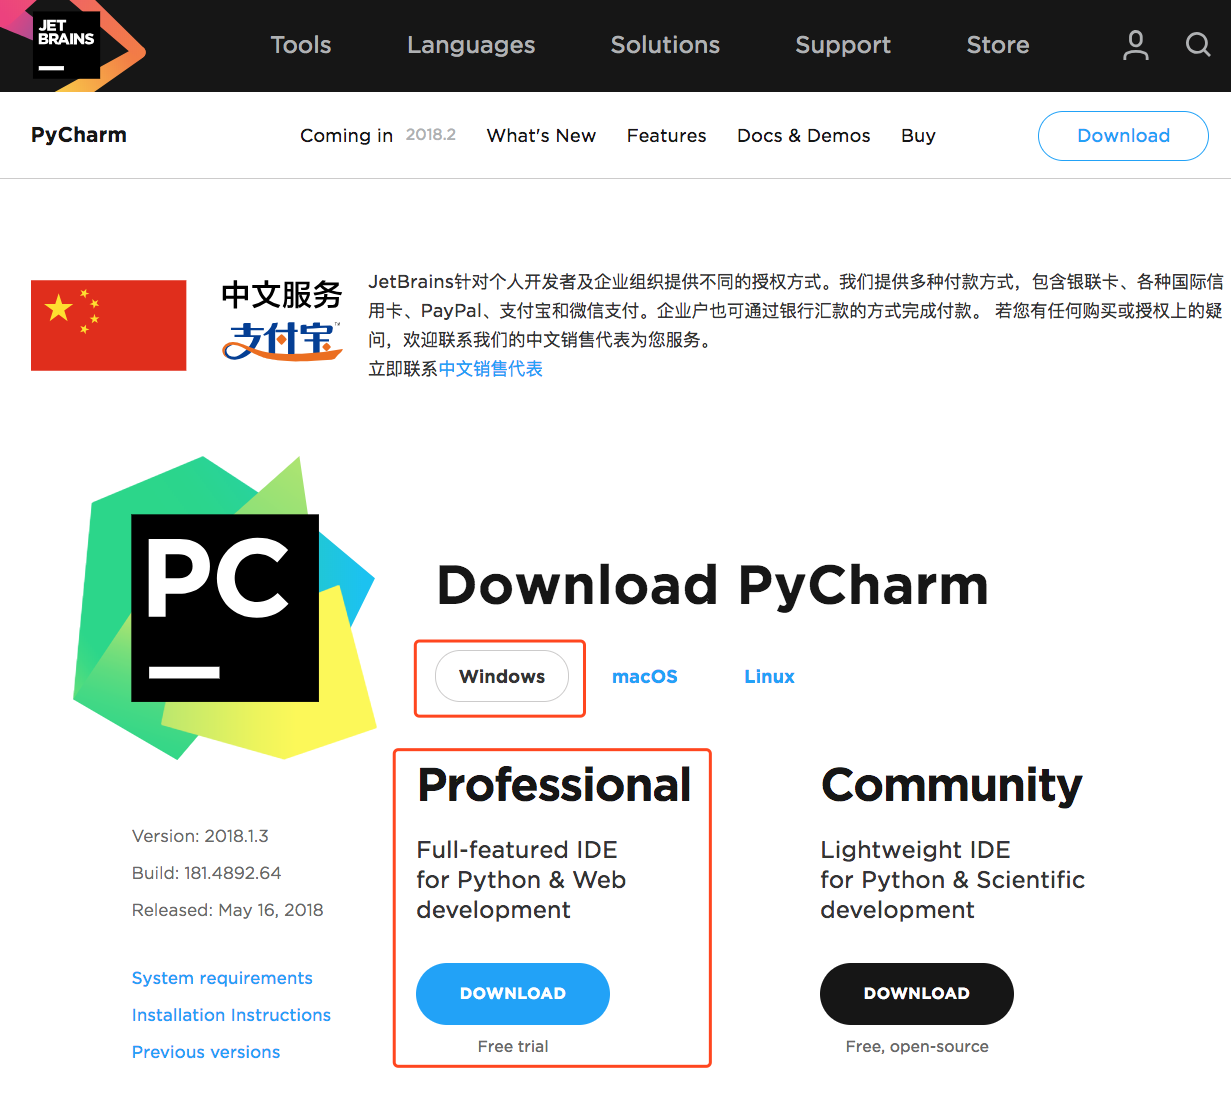 JET
BRAINS
Tools
Languages
Solutions
Support
Store
PyCharm
Coming in 2018.2
What's New
Features
Docs & Demos
Buy
Download
中文服务
支付宝™
JetBrains针对个人开发者及企业组织提供不同的授权方式。我们提供多种付款方式，包含银联卡、各种国际信
用卡、PayPal、支付宝和微信支付。企业户也可通过银行汇款的方式完成付款。 若您有任何购买或授权上的疑
问，欢迎联系我们的中文销售代表为您服务。
立即联系中文销售代表
PC
Download PyCharm
Windows
macOS
Linux
Version: 2018.1.3
Build: 181.4892.64
Released: May 16, 2018
System requirements
Installation Instructions
Previous versions
Professional
Full-featured IDE
for Python & Web
development
DOWNLOAD
Free trial
Community
Lightweight IDE
for Python & Scientific
development
DOWNLOAD
Free, open-source